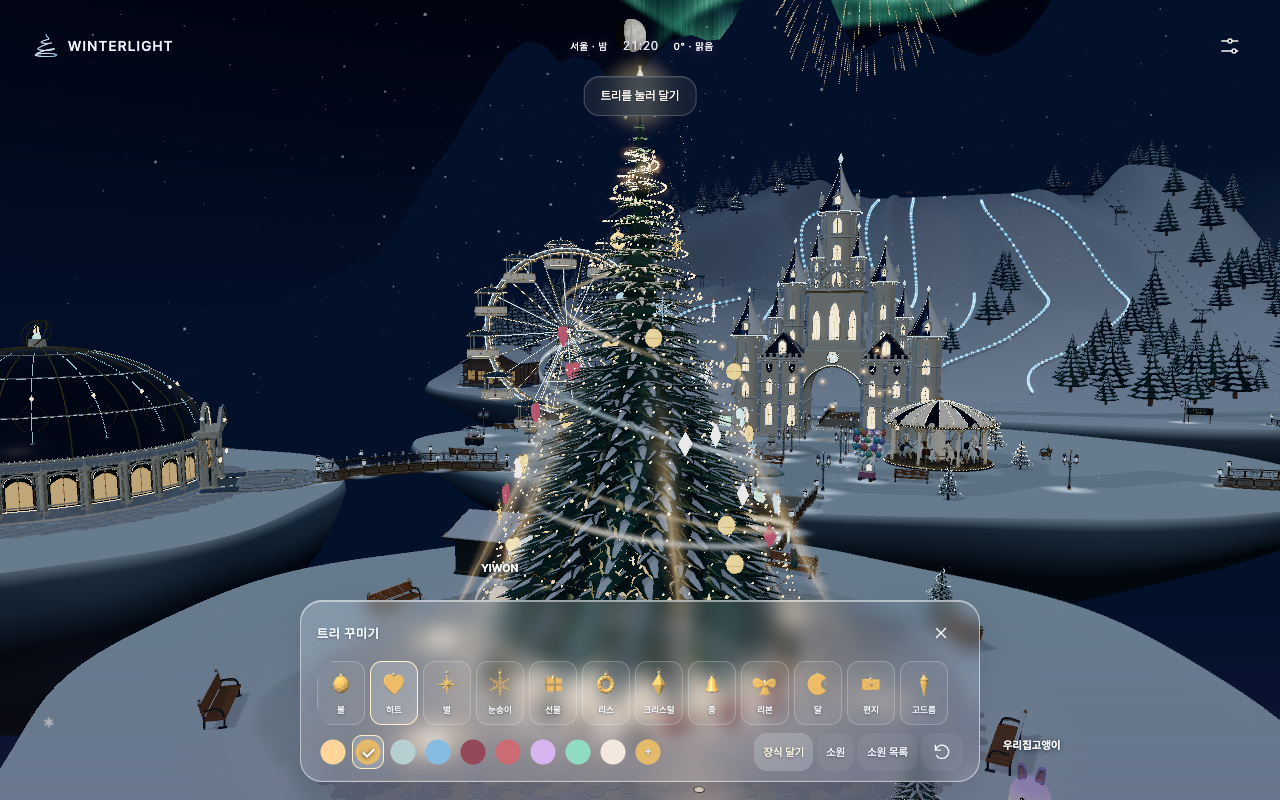 WINTERLIGHT
서울 · 밤 21:20 0° · 맑음
트리를 눌러 달기
YIWON
트리 꾸미기
볼 하트 별 눈송이 선물 리스 크리스탈 종 리본 달 편지 고드름
장식 달기 소원 소원 목록
우리집고앵이